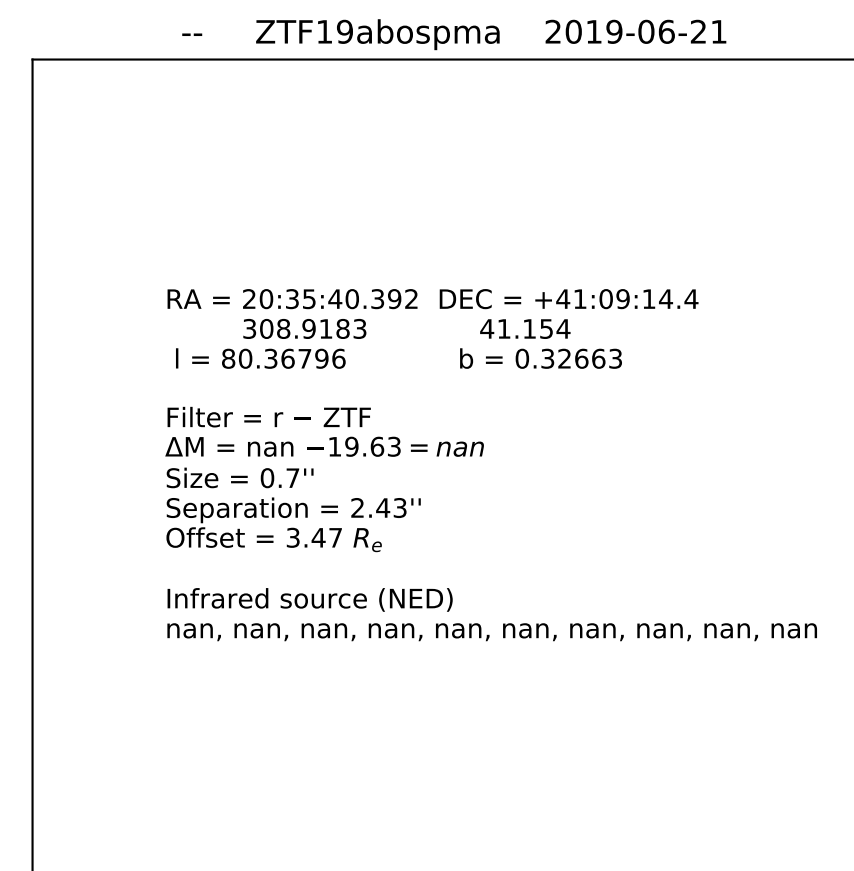 -- ZTF19abospma 2019-06-21
RA = 20:35:40.392 DEC = +41:09:14.4
308.9183 41.154
l = 80.36796 b = 0.32663
Filter = r − ZTF
ΔM = nan −19.63 = nan
Size = 0.7''
Separation = 2.43''
Offset = 3.47 Re
Infrared source (NED)
nan, nan, nan, nan, nan, nan, nan, nan, nan, nan